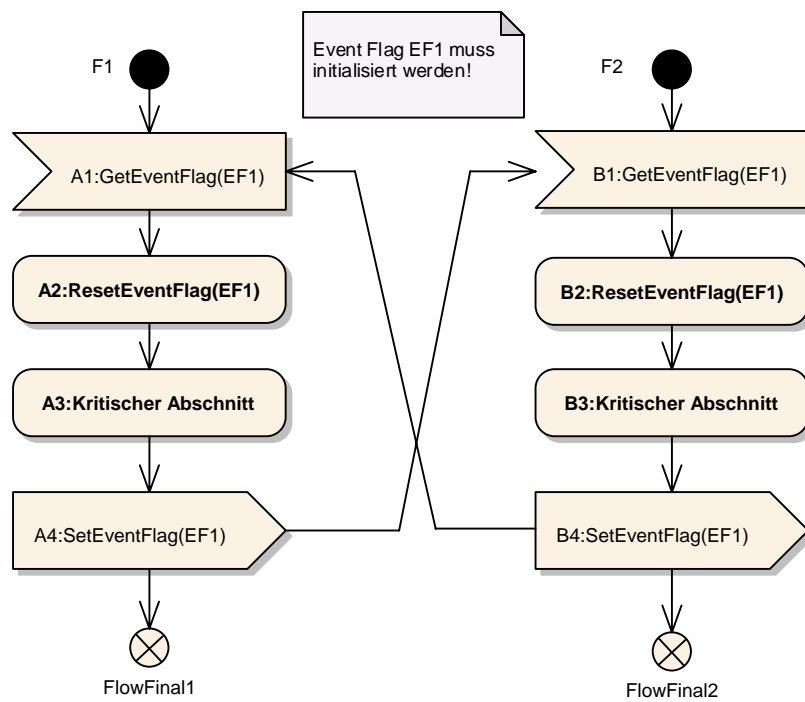 Event Flag EF1 muss
initialisiert werden!
F1
F2
A1:GetEventFlag(EF1)
B1:GetEventFlag(EF1)
A2:ResetEventFlag(EF1)
B2:ResetEventFlag(EF1)
A3:Kritischer Abschnitt
B3:Kritischer Abschnitt
A4:SetEventFlag(EF1)
B4:SetEventFlag(EF1)
FlowFinal1
FlowFinal2